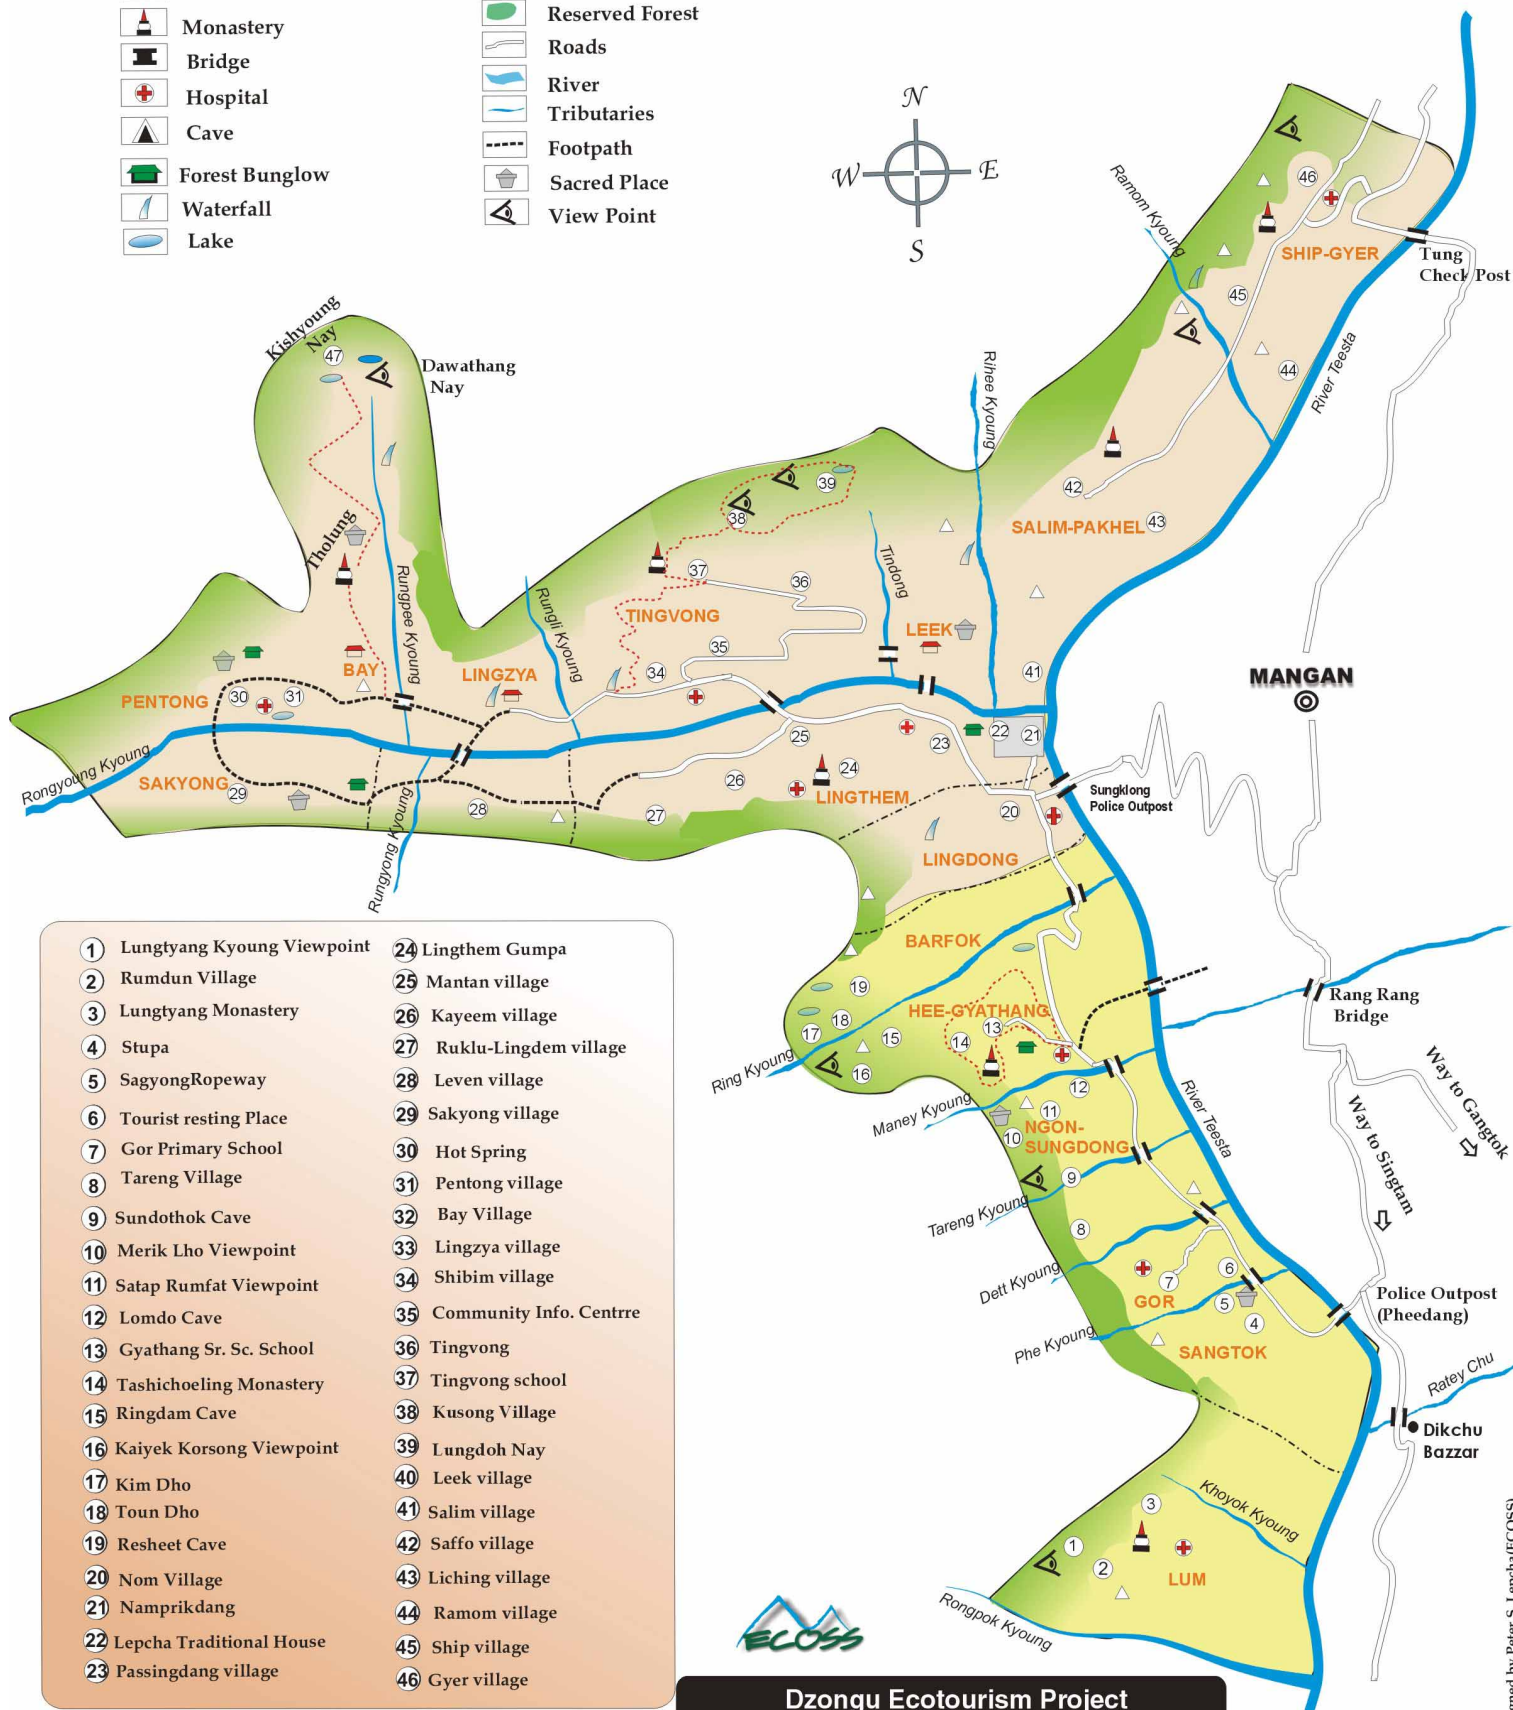 Monastery
Bridge
Hospital
Cave
Forest Bunglow
Waterfall
Lake
Reserved Forest
Roads
River
Tributaries
Footpath
Sacred Place
View Point
N
W
E
S
Ramom Kyoung
46
SHIP-GYER
Tung
Check Post
45
44
River Teesta
Kishyoung
Nay
47
Dawathang
Nay
Rihee Kyoung
42
SALIM-PAKHEL
43
39
38
Tholung
Tindong
37
36
Rungpee Kyoung
Rungli Kyoung
TINGVONG
LEEK
35
34
41
MANGAN
BAY
LINGZYA
PENTONG
30
31
22
21
25
23
Rongyoung Kyoung
SAKYONG
29
26
24
LINGTHEM
28
27
Rungyong Kyoung
20
Sungklong
Police Outpost
LINGDONG
BARFOK
19
18
17
15
16
HEE-GYATHANG
13
14
Ring Kyoung
12
Maney Kyoung
11
10
NGON-
SUNGDONG
9
Tareng Kyoung
8
River Teesta
Rang Rang
Bridge
Way to Gangtok
Way to Singtam
Dett Kyoung
7
6
GOR
5
4
Phe Kyoung
SANGTOK
Police Outpost
(Pheedang)
Ratey Chu
Dikchu
Bazzar
Khoyok Kyoung
3
1
2
LUM
Rongpok Kyoung
1 Lungtyang Kyoung Viewpoint
2 Rumdun Village
3 Lungtyang Monastery
4 Stupa
5 SagyongRopeway
6 Tourist resting Place
7 Gor Primary School
8 Tareng Village
9 Sundothok Cave
10 Merik Lho Viewpoint
11 Satap Rumfat Viewpoint
12 Lomdo Cave
13 Gyathang Sr. Sc. School
14 Tashichoeling Monastery
15 Ringdam Cave
16 Kaiyek Korsong Viewpoint
17 Kim Dho
18 Toun Dho
19 Resheet Cave
20 Nom Village
21 Namprikdang
22 Lepcha Traditional House
23 Passingdang village
24 Lingthem Gumpa
25 Mantan village
26 Kayeem village
27 Ruklu-Lingdem village
28 Leven village
29 Sakyong village
30 Hot Spring
31 Pentong village
32 Bay Village
33 Lingzya village
34 Shibim village
35 Community Info. Centrre
36 Tingvong
37 Tingvong school
38 Kusong Village
39 Lungdoh Nay
40 Leek village
41 Salim village
42 Saffo village
43 Liching village
44 Ramom village
45 Ship village
46 Gyer village
ECOSS
Dzongu Ecotourism Project